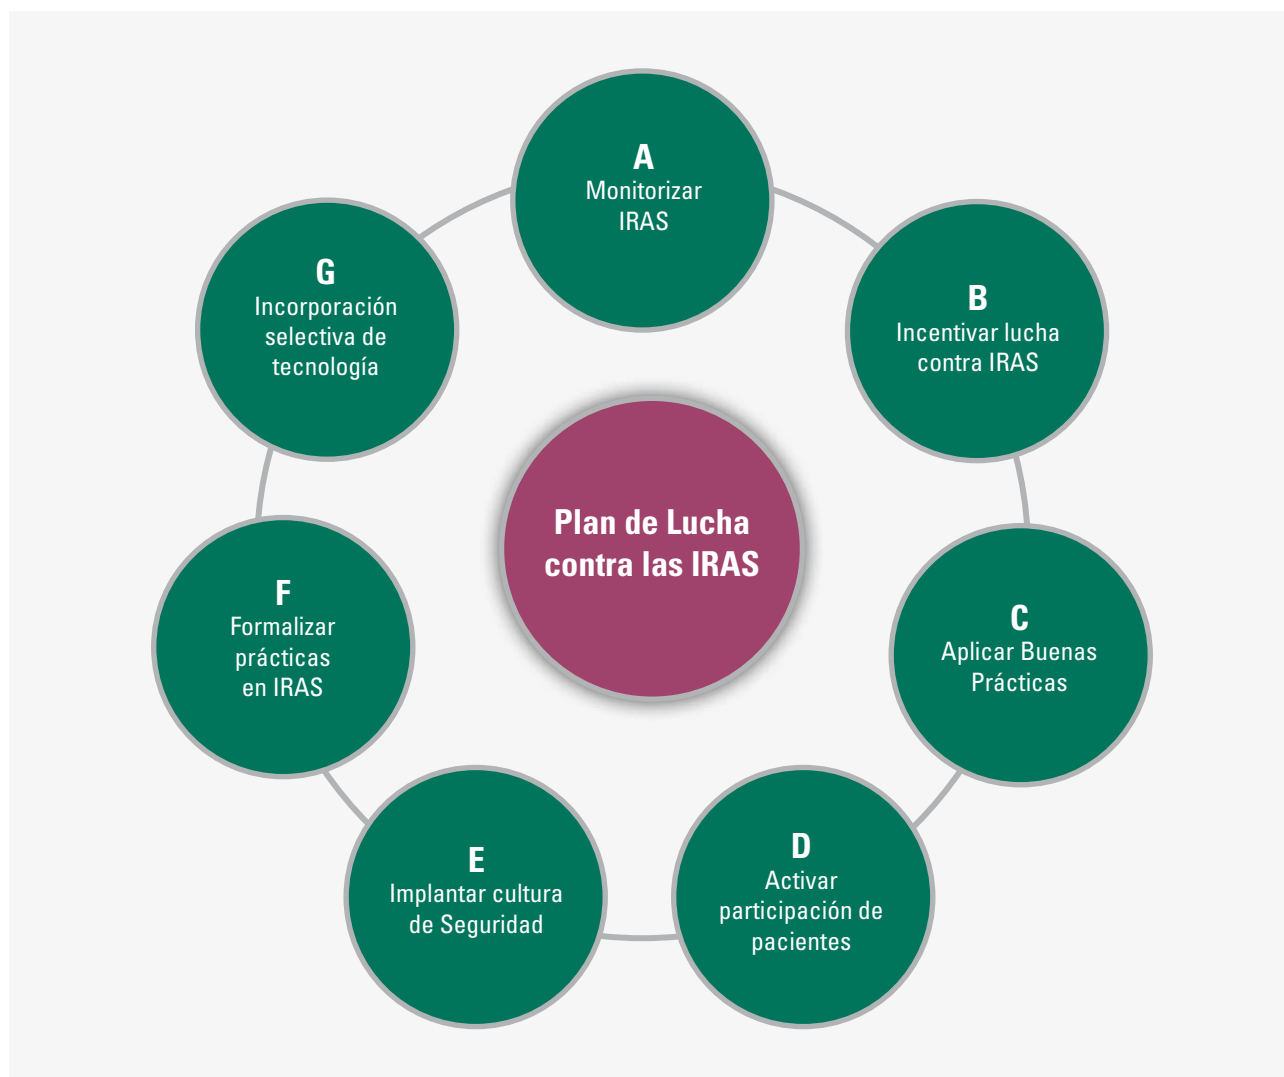 A
Monitorizar
IRAS
B
Incentivar lucha
contra IRAS
C
Aplicar Buenas
Prácticas
D
Activar
participación de
pacientes
E
Implantar cultura
de Seguridad
F
Formalizar
prácticas
en IRAS
G
Incorporación
selectiva de
tecnología
Plan de Lucha
contra las IRAS